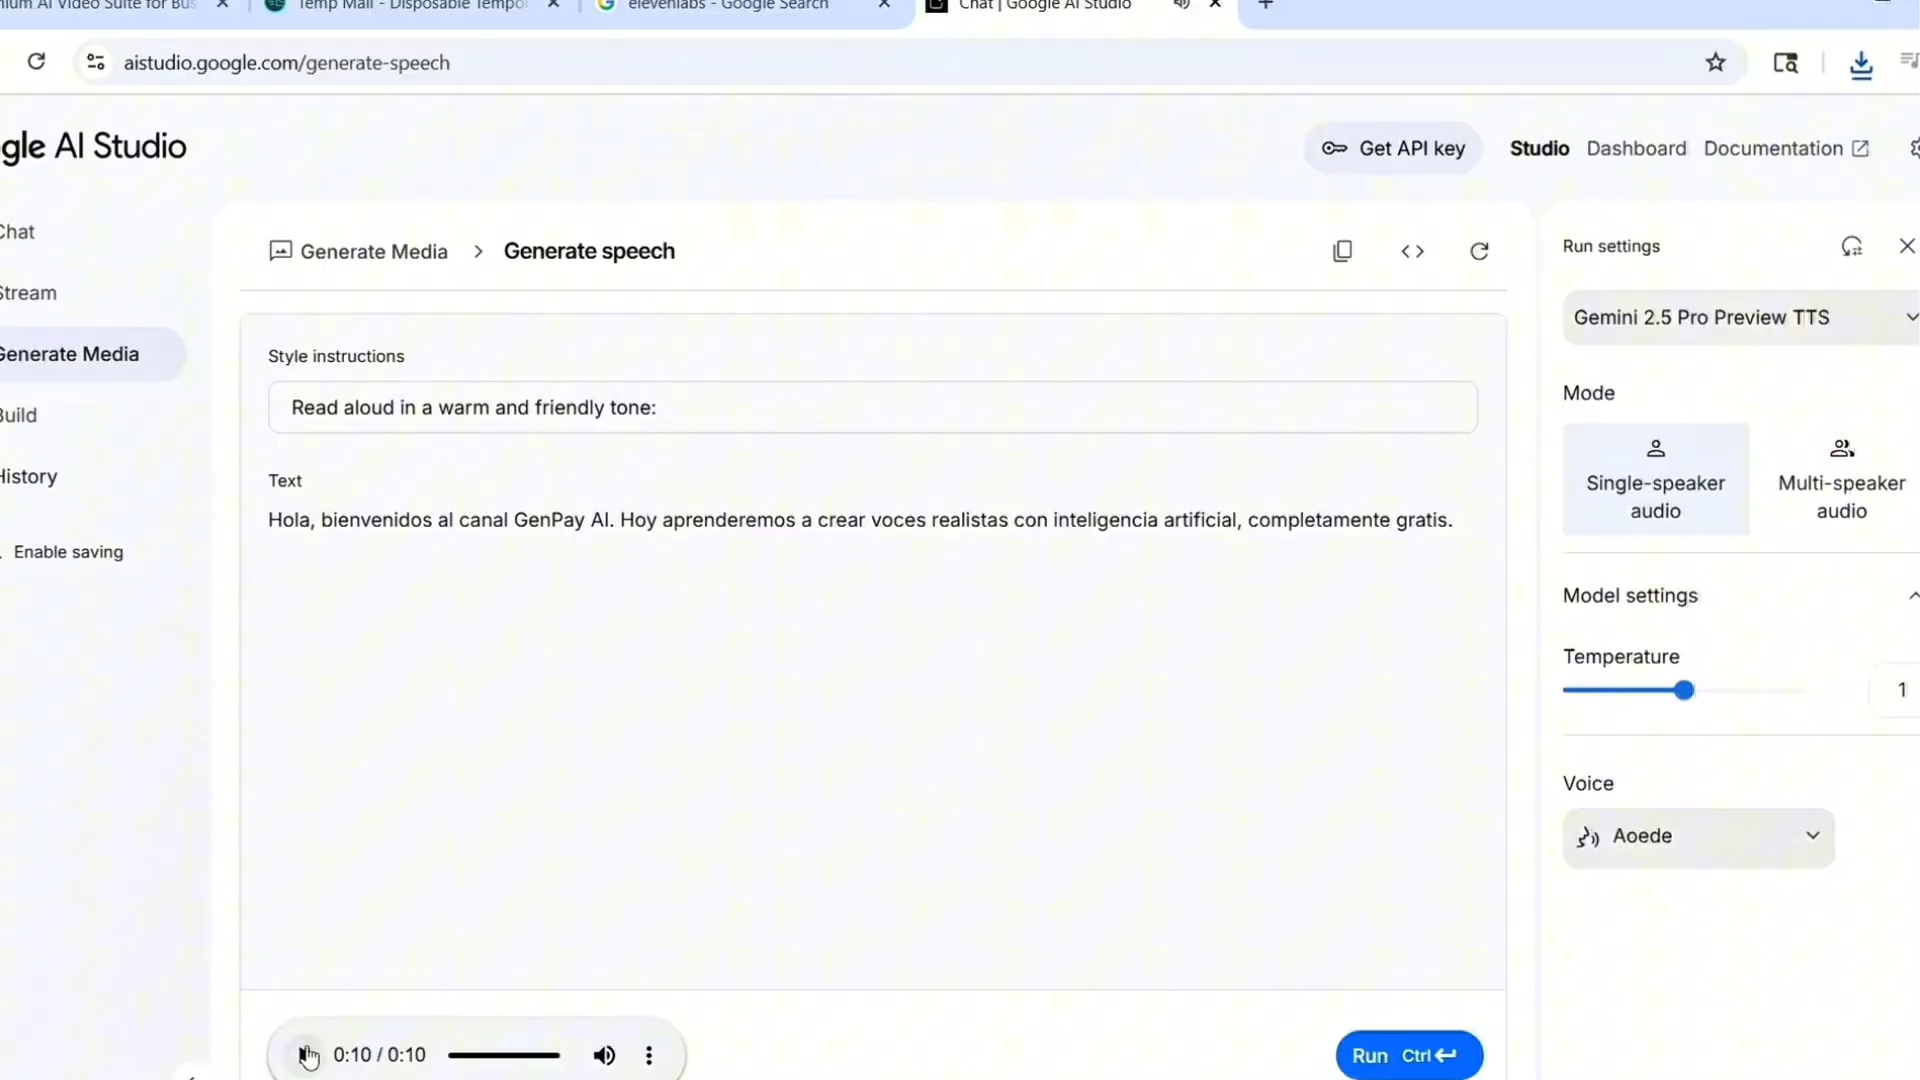 Temp Mail - Disposable Tempo
elevenlabs - Google Search
Chat | Google AI Studio
aistudio.google.com/generate-speech
gle AI Studio
Get API key
Studio
Dashboard
Documentation
Chat
Stream
Generate Media
Build
History
Enable saving
Generate Media > Generate speech
Style instructions
Read aloud in a warm and friendly tone:
Text
Hola, bienvenidos al canal GenPay AI. Hoy aprenderemos a crear voces realistas con inteligencia artificial, completamente gratis.
0:10 / 0:10
Run Ctrl
Run settings
Gemini 2.5 Pro Preview TTS
Mode
Single-speaker
audio
Multi-speaker
audio
Model settings
Temperature
1
Voice
Aoede